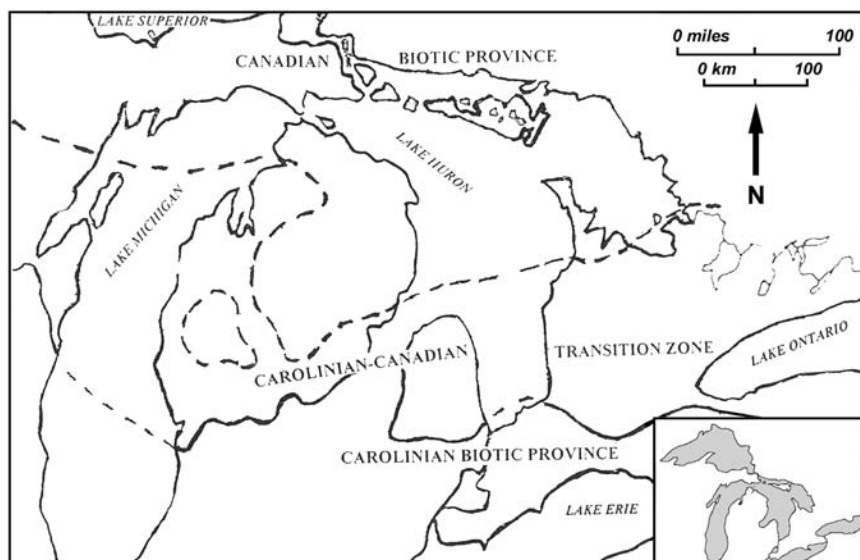 LAKE SUPERIOR
CANADIAN
BIOTIC PROVINCE
0 miles 100
0 km 100
N
LAKE HURON
LAKE MICHIGAN
CAROLINIAN-CANADIAN
TRANSITION ZONE
LAKE ONTARIO
CAROLINIAN BIOTIC PROVINCE
LAKE ERIE